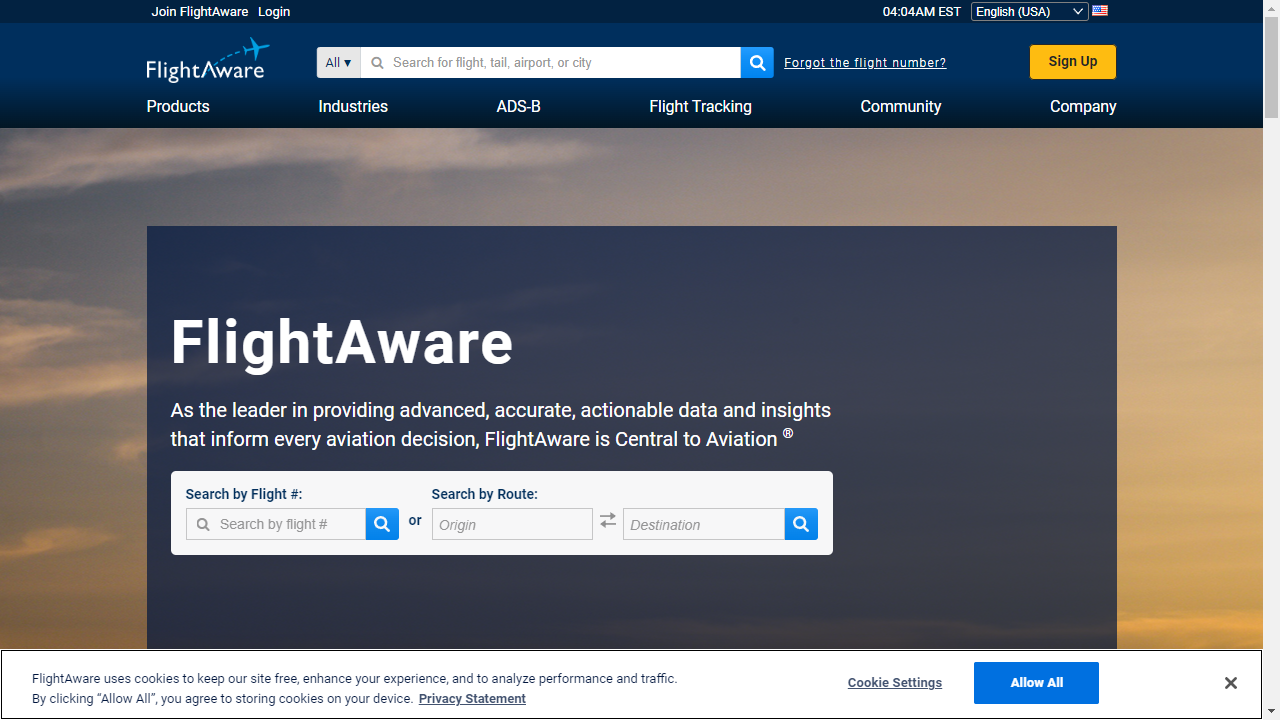 Join FlightAware Login 04:04AM EST English (USA)
FlightAware All ▾ Search for flight, tail, airport, or city Forgot the flight number? Sign Up
Products Industries ADS-B Flight Tracking Community Company
FlightAware
As the leader in providing advanced, accurate, actionable data and insights
that inform every aviation decision, FlightAware is Central to Aviation ®
Search by Flight #: Search by Route:
Search by flight # or Origin Destination
FlightAware uses cookies to keep our site free, enhance your experience, and to analyze performance and traffic.
By clicking “Allow All”, you agree to storing cookies on your device. Privacy Statement
Cookie Settings Allow All